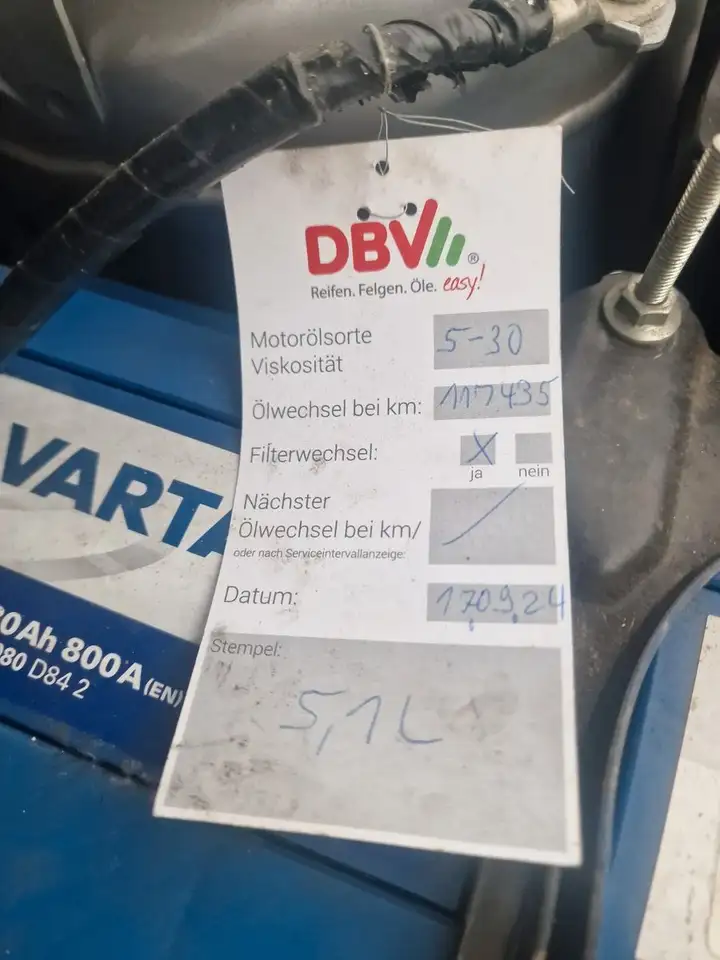 DBV®
Reifen. Felgen. Öle. easy!
Motorölsorte
Viskosität
5-30
Ölwechsel bei km:
117435
Filterwechsel:
X
ja
nein
Nächster
Ölwechsel bei km/
oder nach Serviceintervallanzeige:
Datum:
17.09.24
Stempel:
5,1L
VARTA
80Ah 800A(EN)
080 D84 2